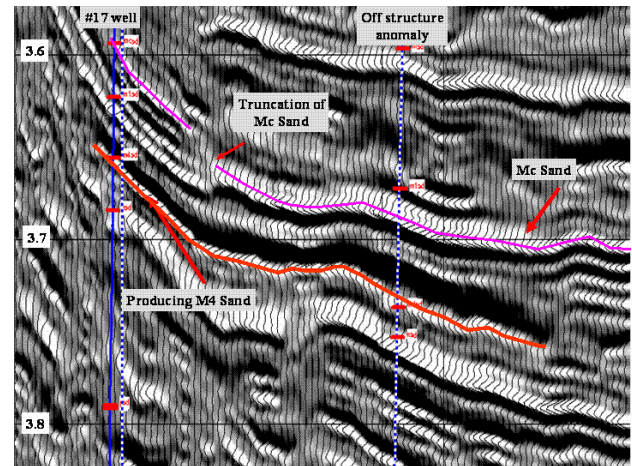 #17 well
Off structure
anomaly
3.6
Truncation of
Mc Sand
Mc Sand
3.7
Producing M4 Sand
3.8